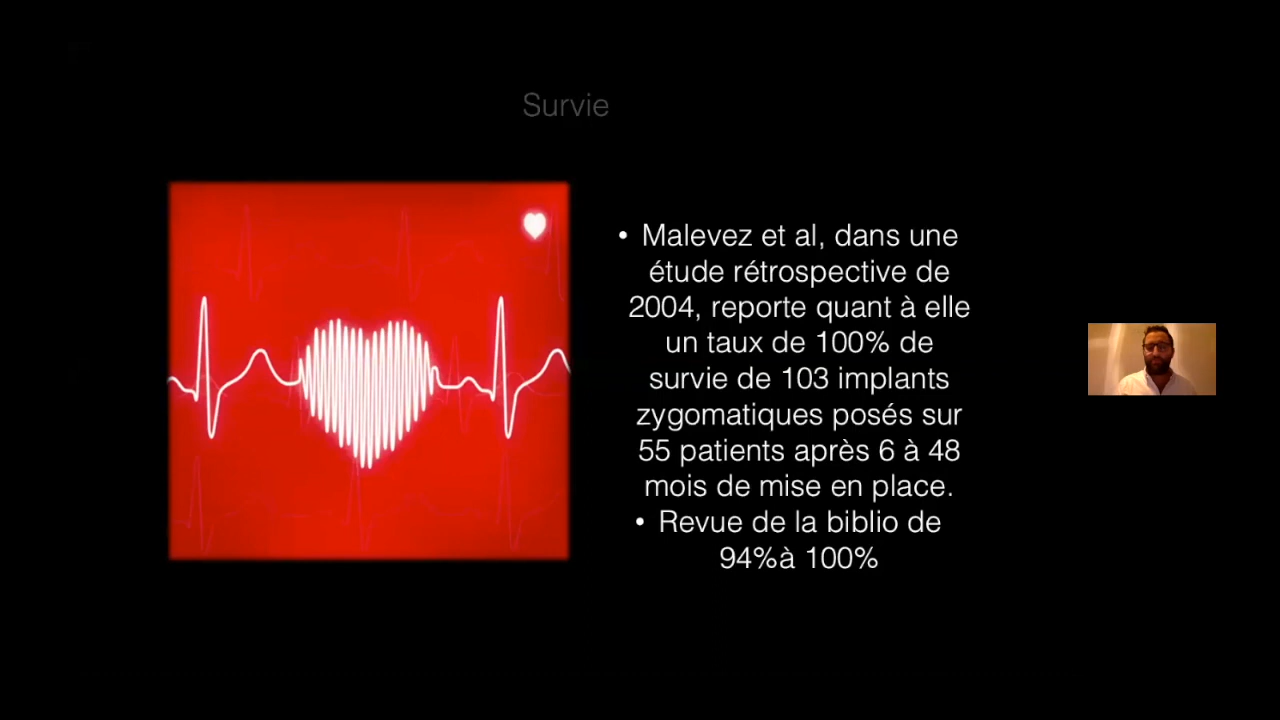 Survie
• Malevez et al, dans une
étude rétrospective de
2004, reporte quant à elle
un taux de 100% de
survie de 103 implants
zygomatiques posés sur
55 patients après 6 à 48
mois de mise en place.
• Revue de la biblio de
94%à 100%